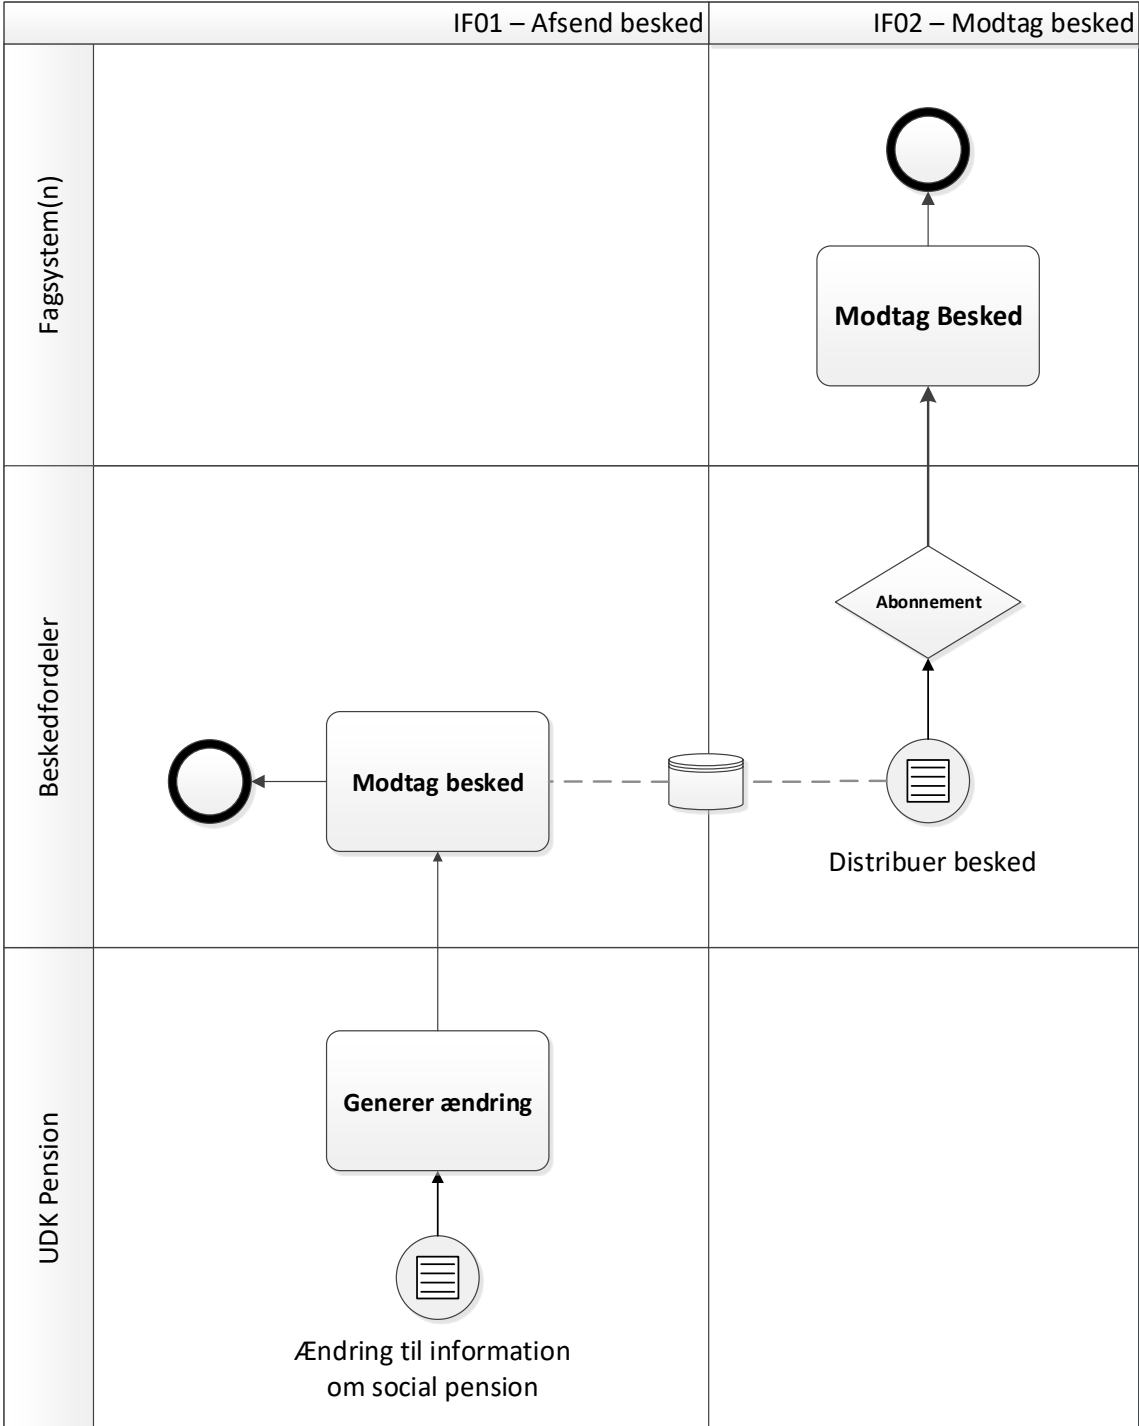 IF01 – Afsend besked
IF02 – Modtag besked
Fagsystem(n)
Modtag Besked
Beskedfordeler
Abonnement
Modtag besked
Distribuer besked
UDK Pension
Generer ændring
Ændring til information
om social pension